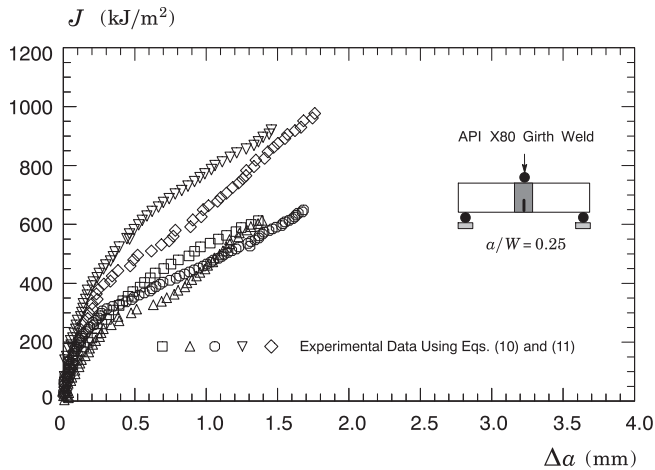 J (kJ/m²)
1200
1000
800
600
400
200
0
API X80 Girth Weld
a/W = 0.25
Experimental Data Using Eqs. (10) and (11)
0 0.5 1.0 1.5 2.0 2.5 3.0 3.5 4.0
Δa (mm)